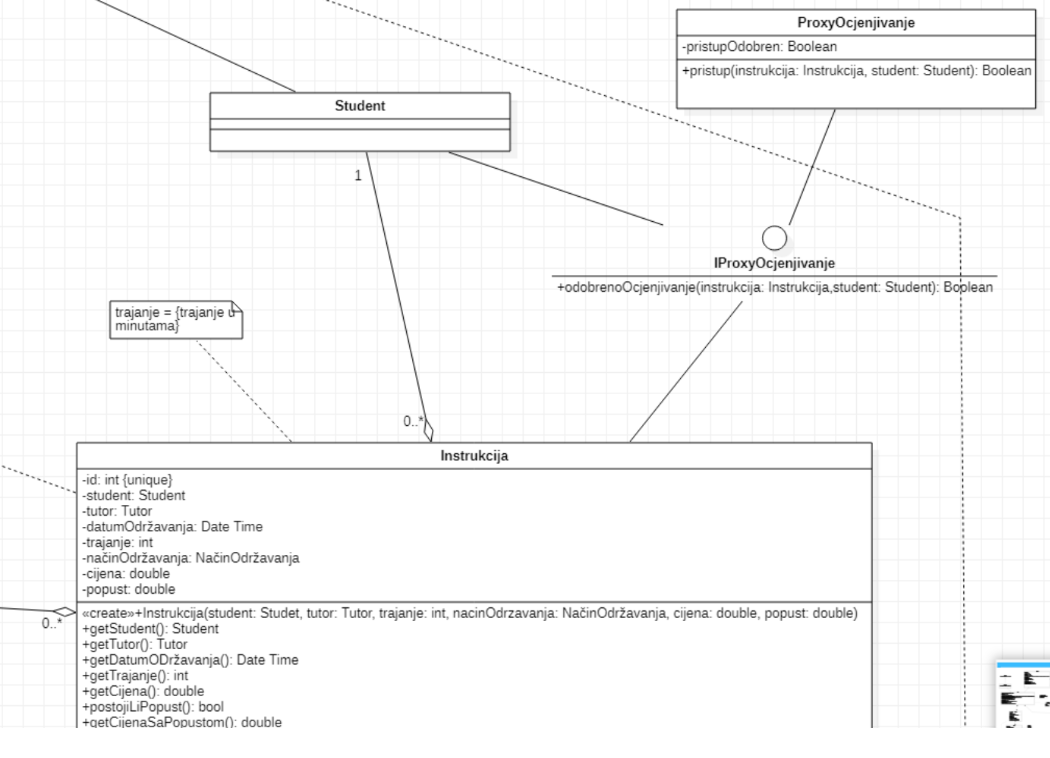 ProxyOcjenjivanje
-pristupOdobren: Boolean
+pristup(instrukcija: Instrukcija, student: Student): Boolean
Student
1
IProxyOcjenjivanje
+odobrenoOcjenjivanje(instrukcija: Instrukcija,student: Student): Boolean
trajanje = {trajanje u
minutama}
0..*
Instrukcija
-id: int {unique}
-student: Student
-tutor: Tutor
-datumOdržavanja: Date Time
-trajanje: int
-načinOdržavanja: NačinOdržavanja
-cijena: double
-popust: double
«create»+Instrukcija(student: Studet, tutor: Tutor, trajanje: int, nacinOdrzavanja: NačinOdržavanja, cijena: double, popust: double)
0..*
+getStudent(): Student
+getTutor(): Tutor
+getDatumODržavanja(): Date Time
+getTrajanje(): int
+getCijena(): double
+postojiLiPopust(): bool
+getCijenaSaPopustom(): double